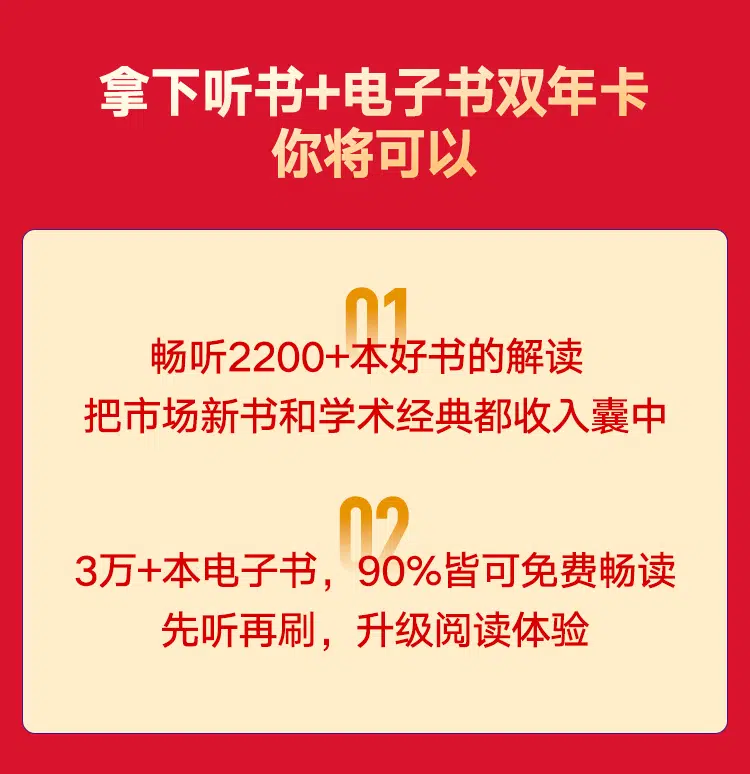 拿下听书+电子书双年卡
你将可以
01
畅听2200+本好书的解读
把市场新书和学术经典都收入囊中
02
3万+本电子书，90%皆可免费畅读
先听再刷，升级阅读体验